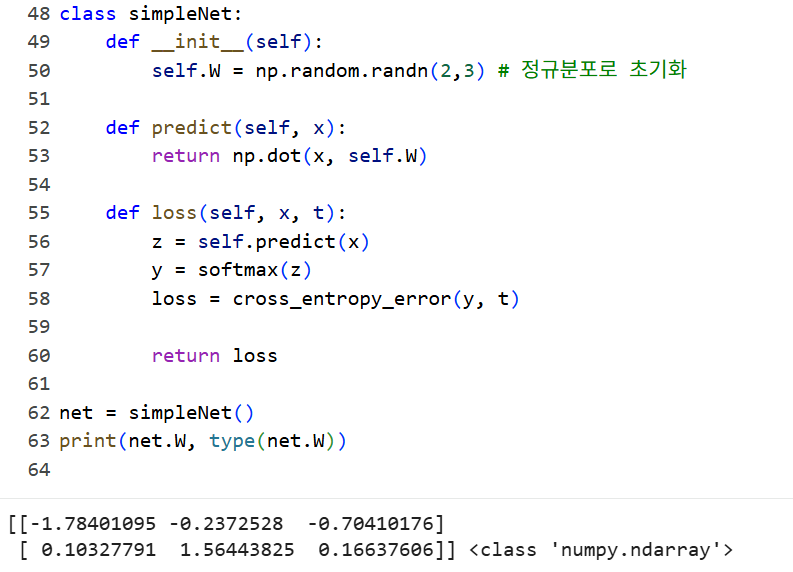 48 class simpleNet:
49     def __init__(self):
50         self.W = np.random.randn(2,3) # 정규분포로 초기화
51
52     def predict(self, x):
53         return np.dot(x, self.W)
54
55     def loss(self, x, t):
56         z = self.predict(x)
57         y = softmax(z)
58         loss = cross_entropy_error(y, t)
59
60         return loss
61
62 net = simpleNet()
63 print(net.W, type(net.W))
64
[[-1.78401095 -0.2372528  -0.70410176]
 [ 0.10327791  1.56443825  0.16637606]] <class 'numpy.ndarray'>